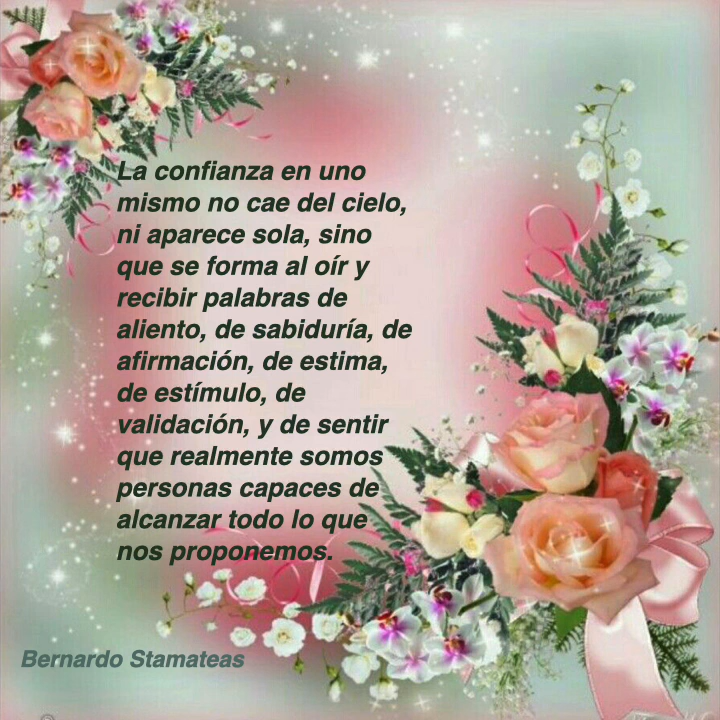 La confianza en uno
mismo no cae del cielo,
ni aparece sola, sino
que se forma al oír y
recibir palabras de
aliento, de sabiduría, de
afirmación, de estima,
de estímulo, de
validación, y de sentir
que realmente somos
personas capaces de
alcanzar todo lo que
nos proponemos.
Bernardo Stamateas